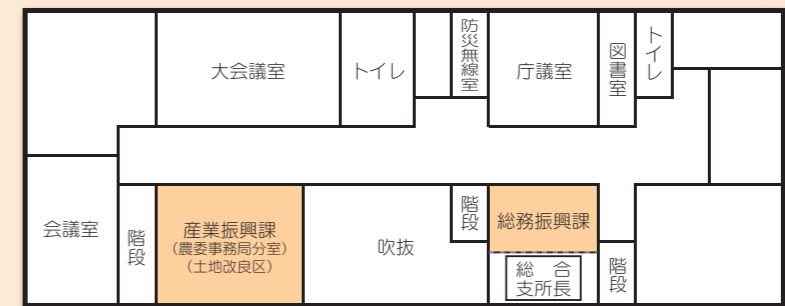 大会議室
トイレ
防災無線室
庁議室
図書室
トイレ
会議室
階段
産業振興課
(農委事務局分室)
(土地改良区)
吹抜
階段
総務振興課
総　合
支所長
階段